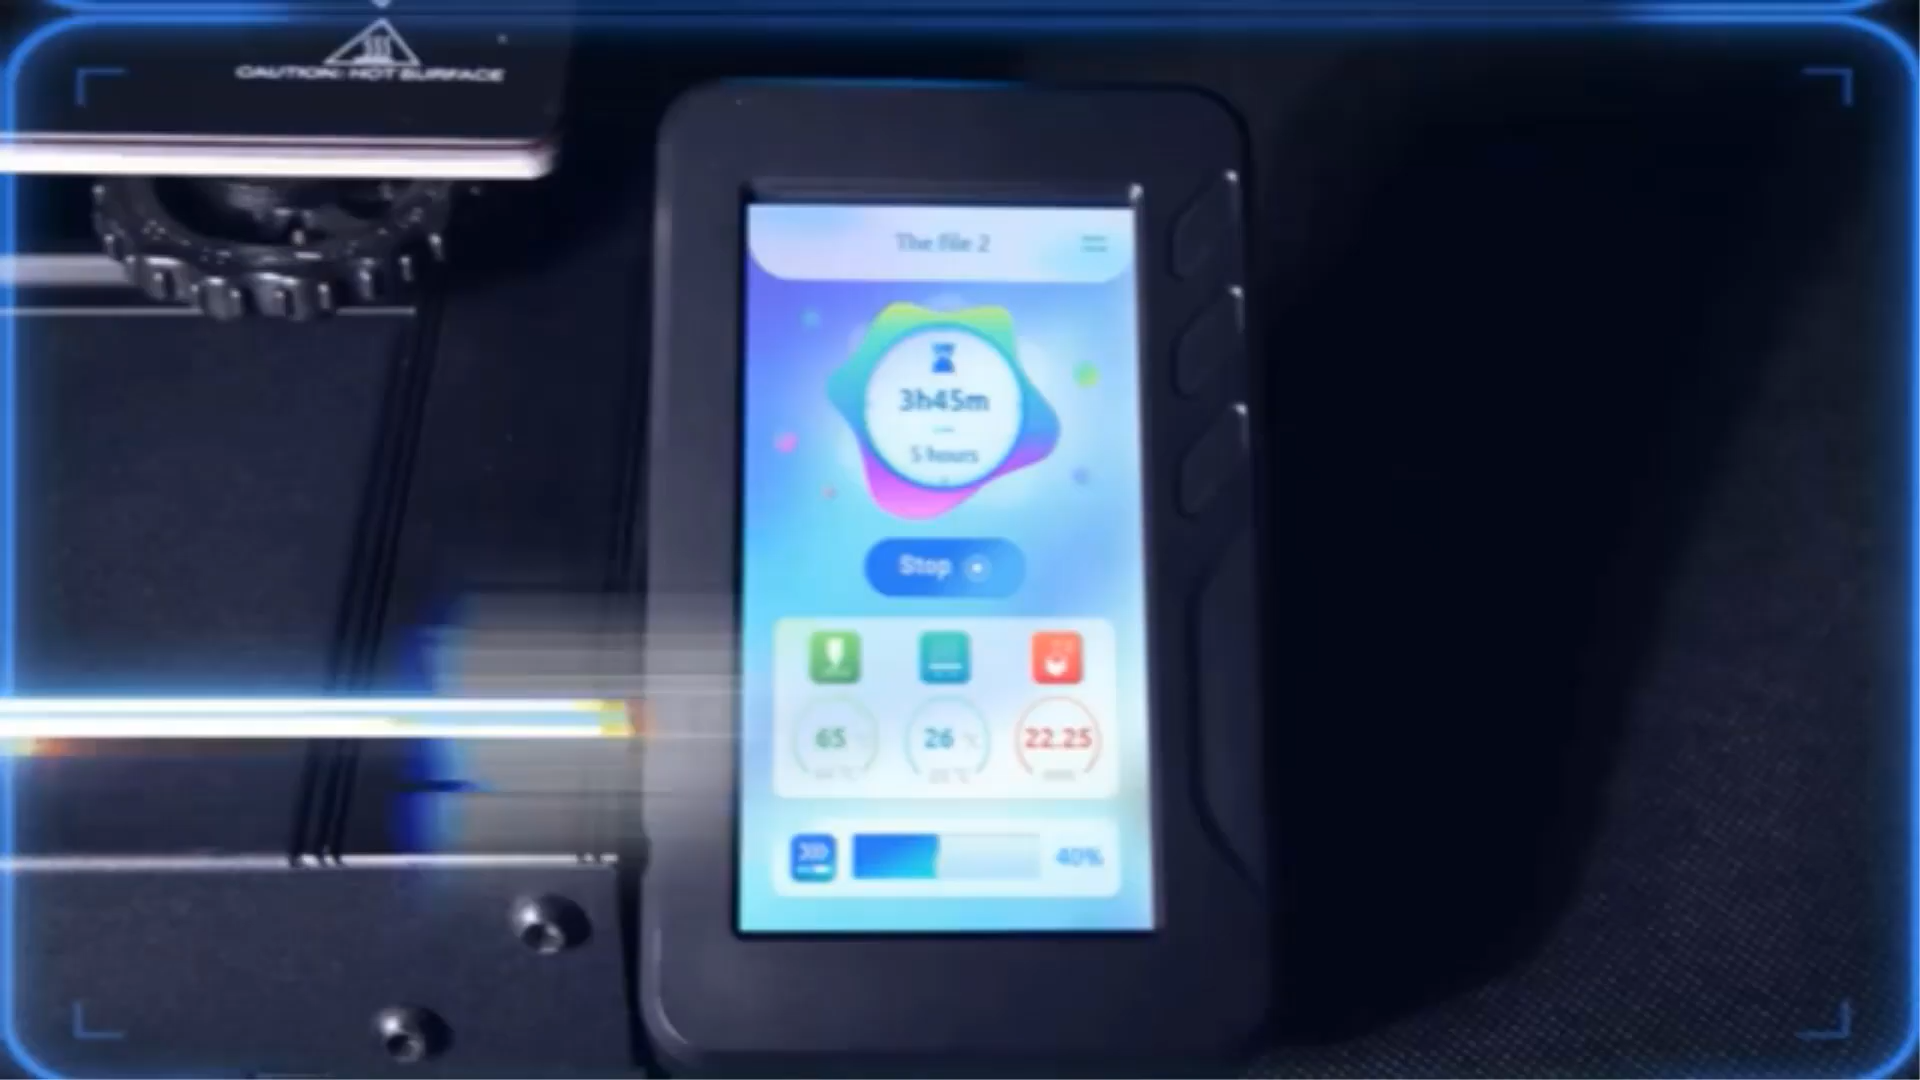 CAUTION: HOT SURFACE
The file 2
3h45m
5 hours
Stop
65
26 ℃
22.25
40%